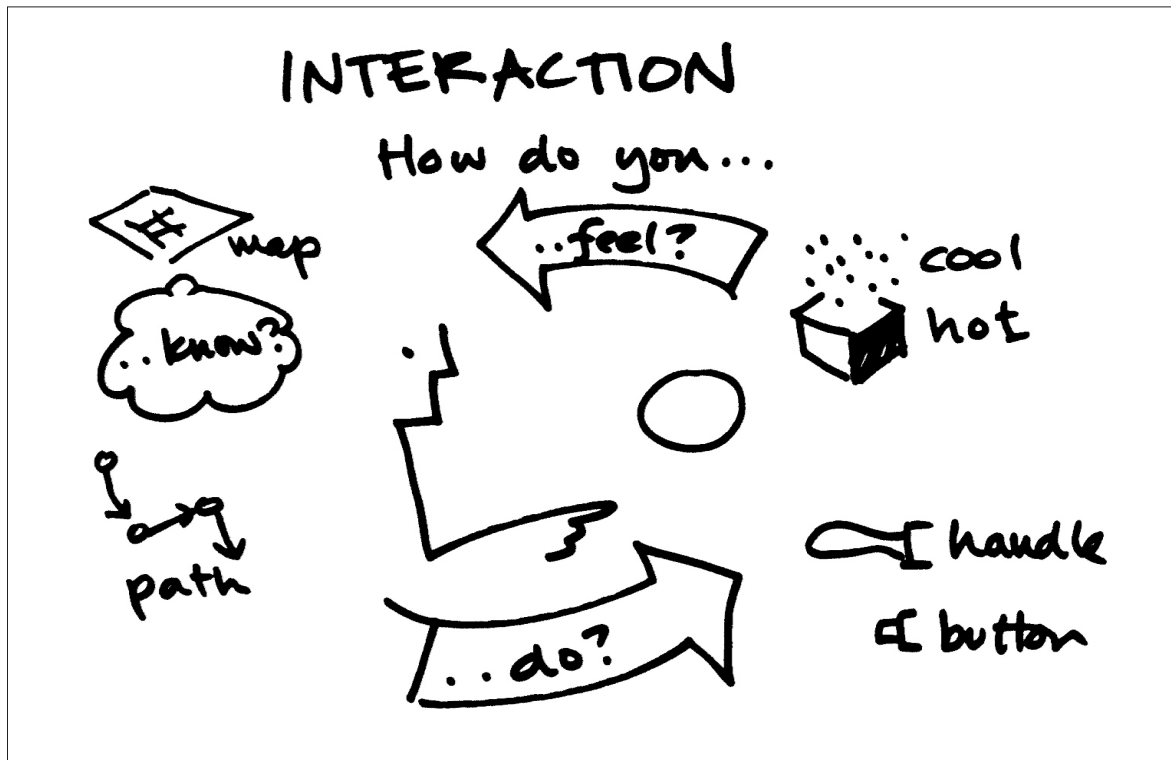 INTERACTION
How do you...
..feel?
map
cool
hot
..know?
path
handle
button
..do?